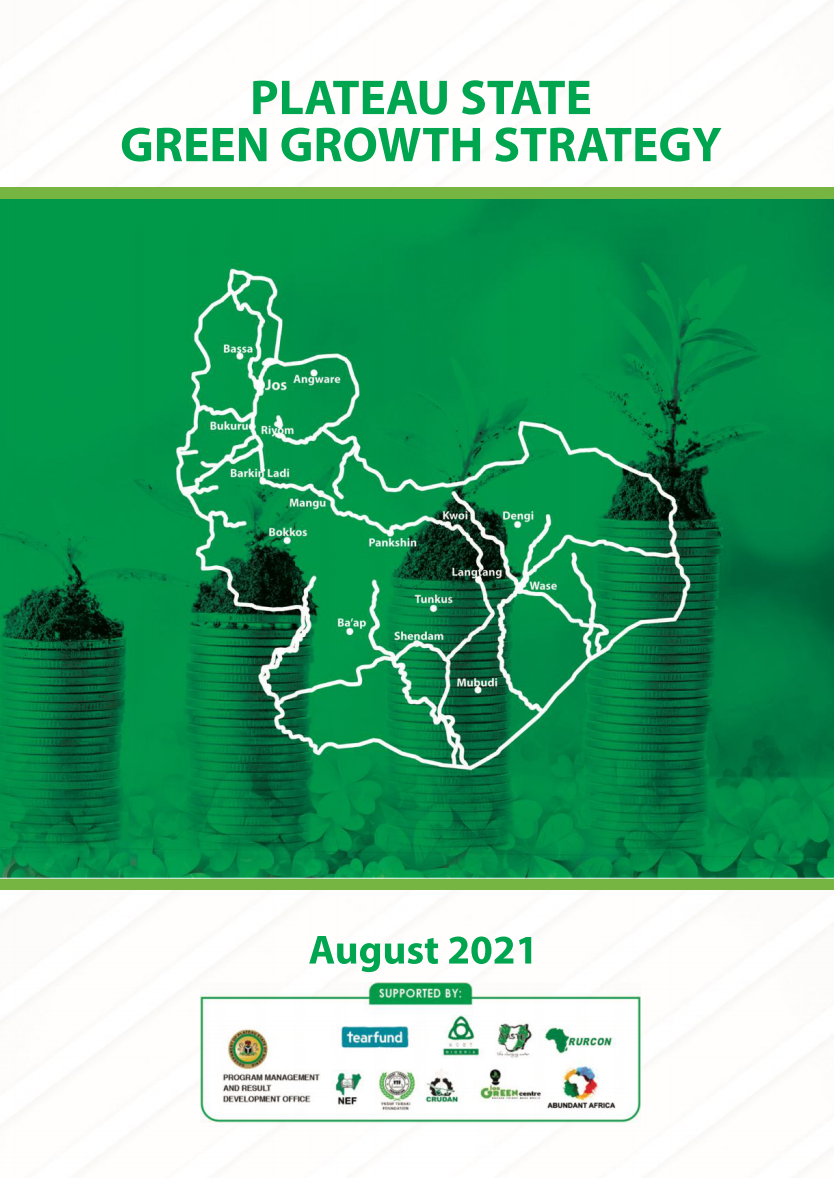 PLATEAU STATE
GREEN GROWTH STRATEGY
Bassa
Jos
Angware
Bukuru
Riyom
Barkin Ladi
Mangu
Kwoi
Dengi
Bokkos
Pankshin
Langtang
Wase
Tunkus
Ba'ap
Shendam
Mubudi
August 2021
SUPPORTED BY:
PROGRAM MANAGEMENT
AND RESULT
DEVELOPMENT OFFICE
tearfund
RURCON
NEF
FOUNDATION
CRUDAN
GREEN centre
ABUNDANT AFRICA